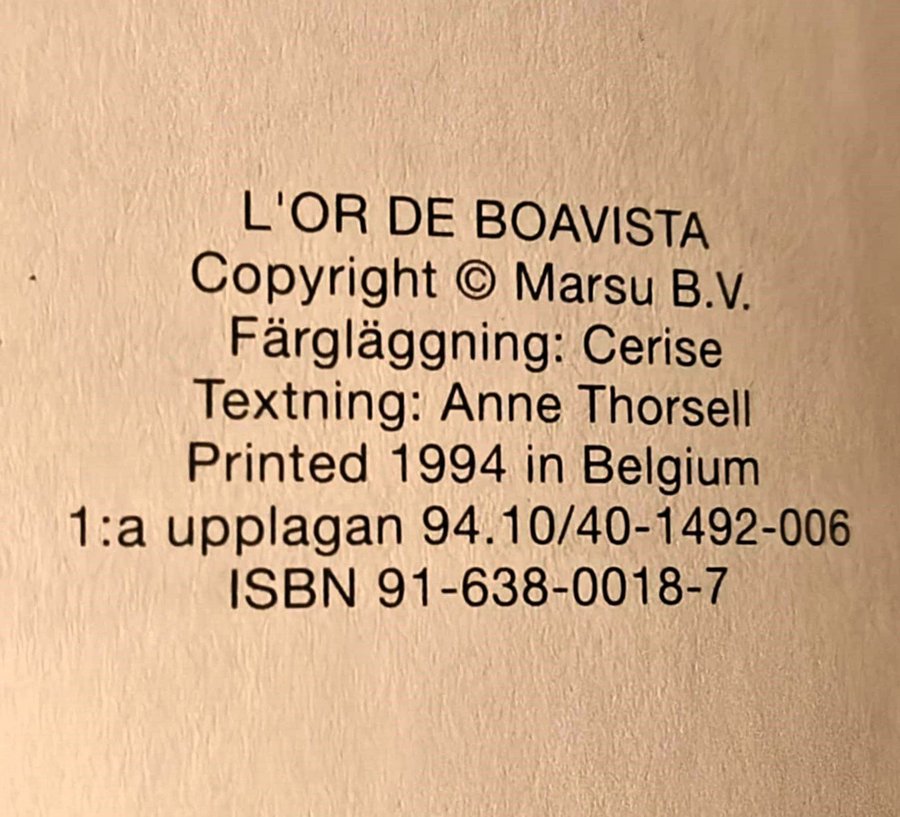 L'OR DE BOAVISTA
Copyright © Marsu B.V.
Färgläggning: Cerise
Textning: Anne Thorsell
Printed 1994 in Belgium
1:a upplagan 94.10/40-1492-006
ISBN 91-638-0018-7